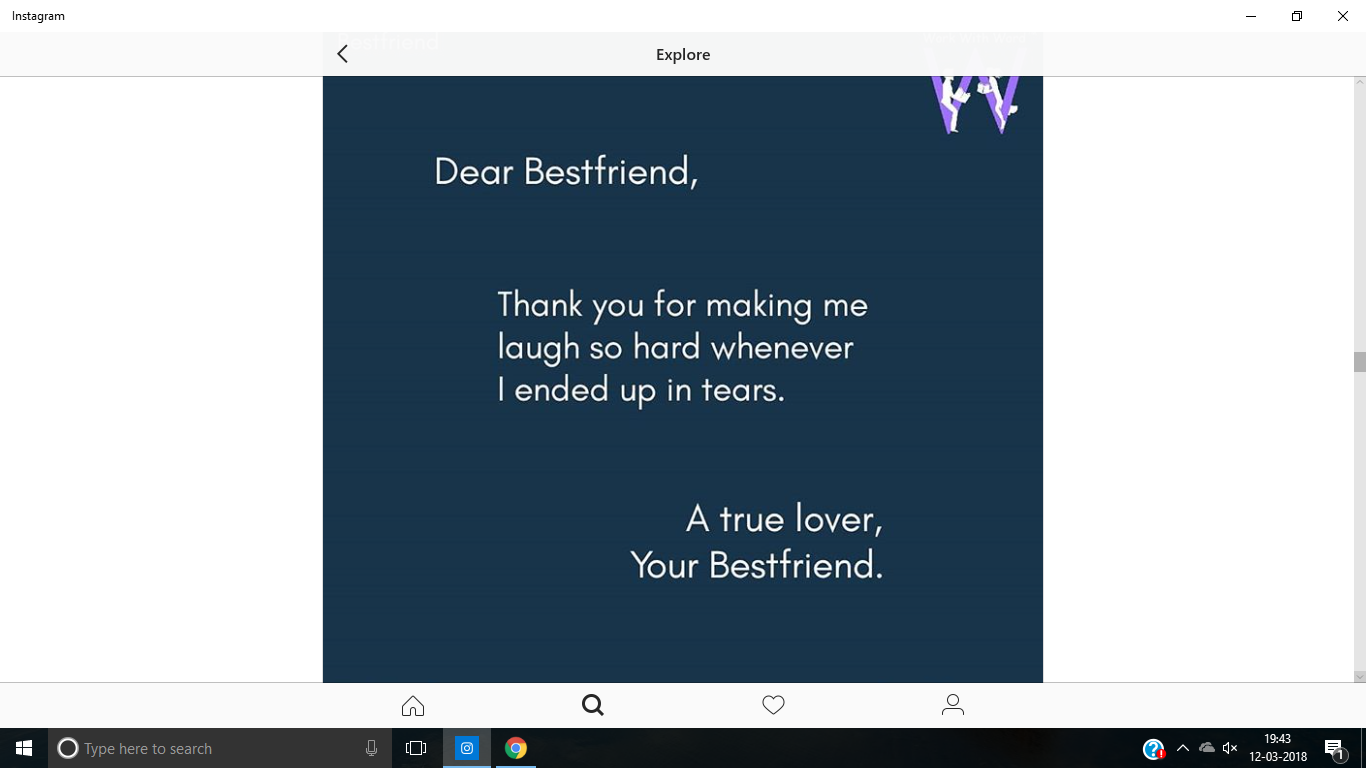 Instagram
Explore
Dear Bestfriend,
Thank you for making me
laugh so hard whenever
I ended up in tears.
A true lover,
Your Bestfriend.
Type here to search
19:43
12-03-2018
1